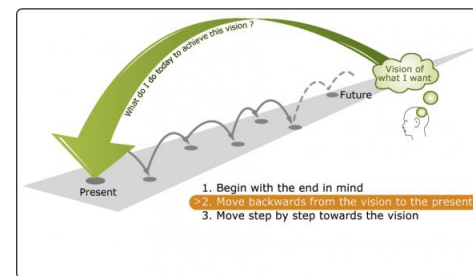 What do I do today to achieve this vision ?
Vision of
what I want
Future
Present
1. Begin with the end in mind
>2. Move backwards from the vision to the present
3. Move step by step towards the vision